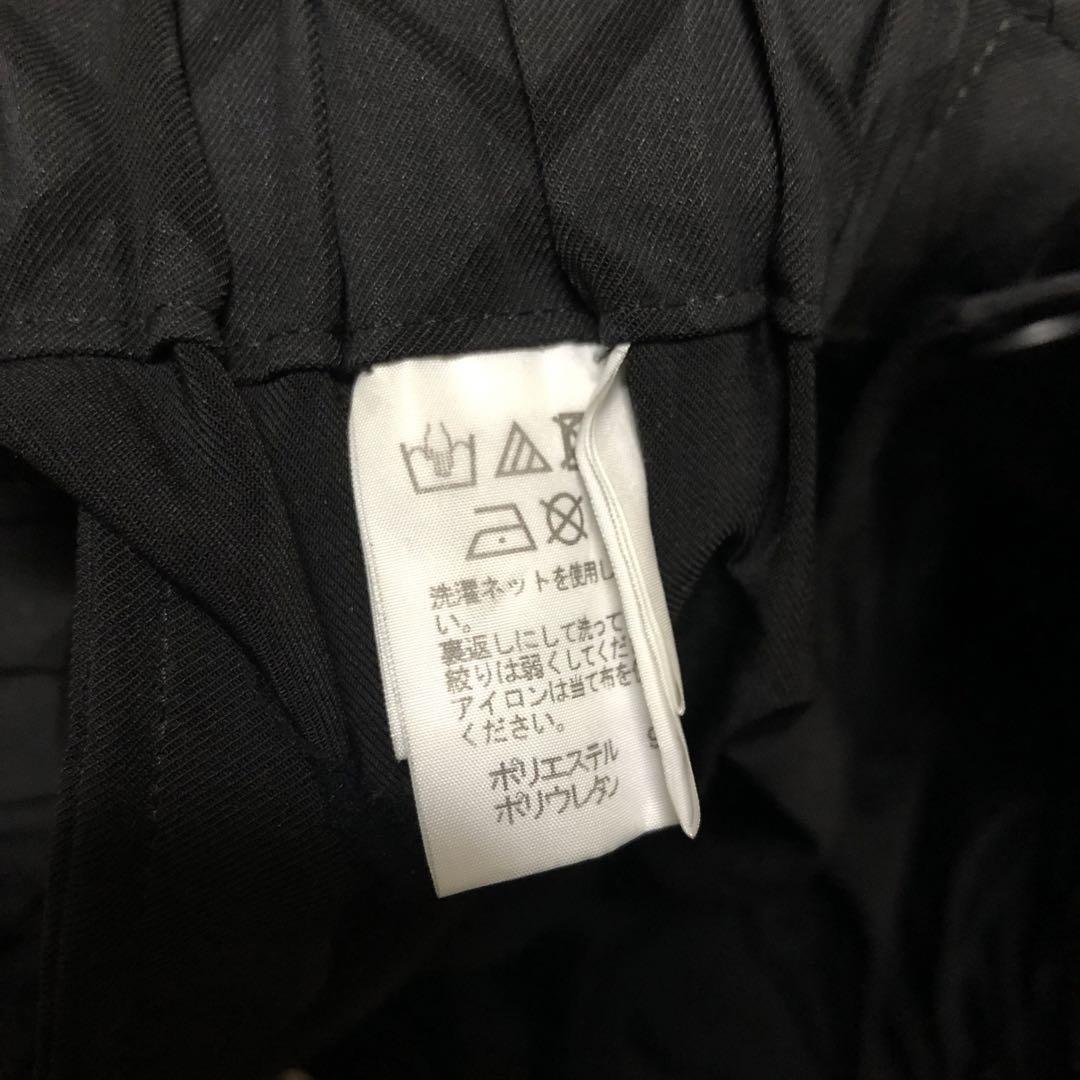 洗濯ネットを使用し
い。
裏返しにして洗って
絞りは弱くしてくだ
アイロンは当て布を
ください。
9
ポリエステル
ポリウレタン